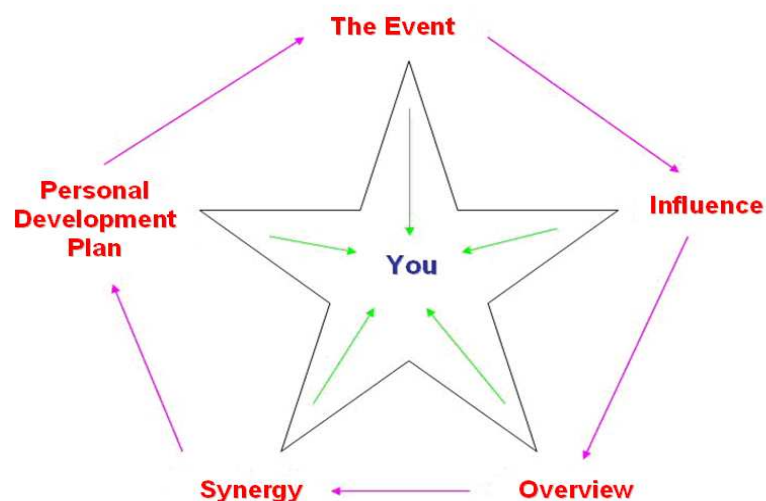 The Event
Personal
Development
Plan
Influence
You
Synergy
Overview